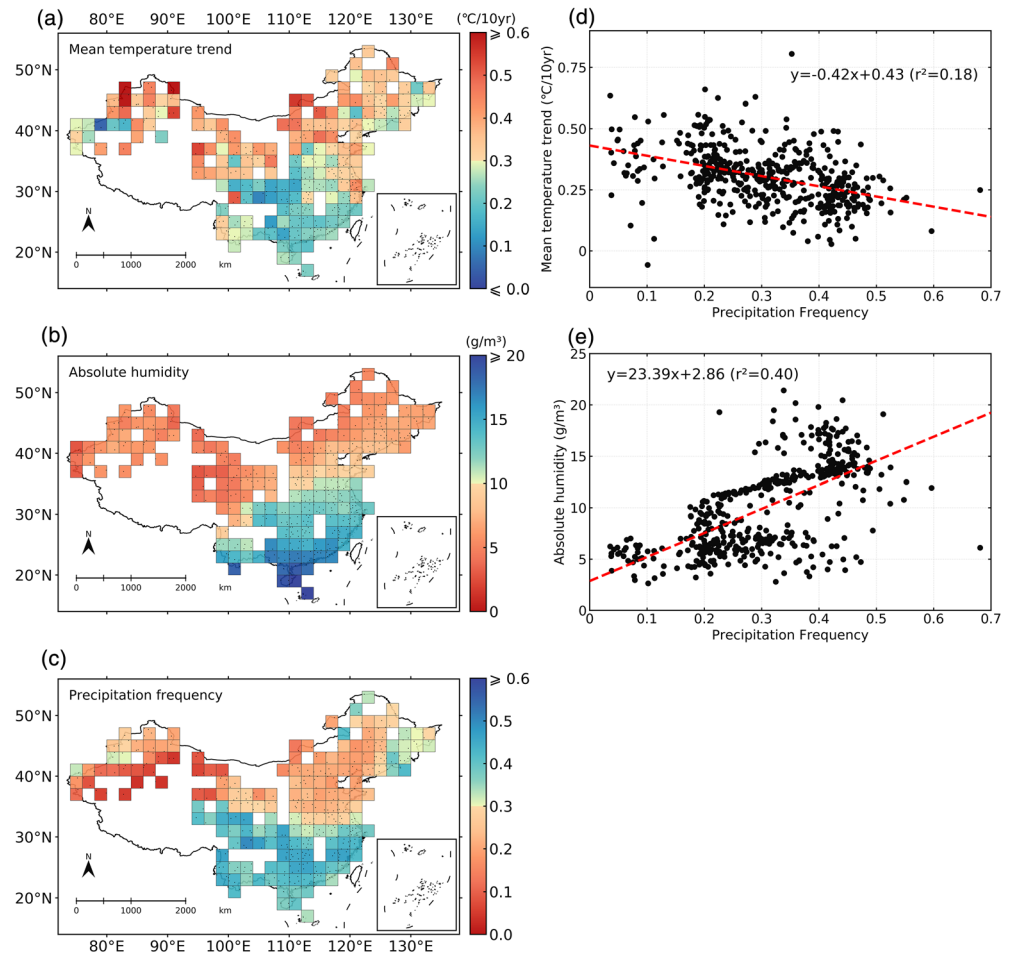 (a)
80°E 90°E 100°E 110°E 120°E 130°E
(℃/10yr)
Mean temperature trend
50°N
40°N
30°N
20°N
N
0 1000 2000 km
⩾ 0.6
0.5
0.4
0.3
0.2
0.1
⩽ 0.0
(b)
(g/m³)
Absolute humidity
50°N
40°N
30°N
20°N
N
0 1000 2000 km
⩾ 20
15
10
5
0
(c)
Precipitation frequency
50°N
40°N
30°N
20°N
N
0 1000 2000 km
80°E 90°E 100°E 110°E 120°E 130°E
⩾ 0.6
0.5
0.4
0.3
0.2
0.1
0.0
(d)
y=-0.42x+0.43 (r²=0.18)
Mean temperature trend (℃/10yr)
0.75
0.50
0.25
0
0 0.1 0.2 0.3 0.4 0.5 0.6 0.7
Precipitation Frequency
(e)
y=23.39x+2.86 (r²=0.40)
Absolute humidity (g/m³)
25
20
15
10
5
0
0 0.1 0.2 0.3 0.4 0.5 0.6 0.7
Precipitation Frequency